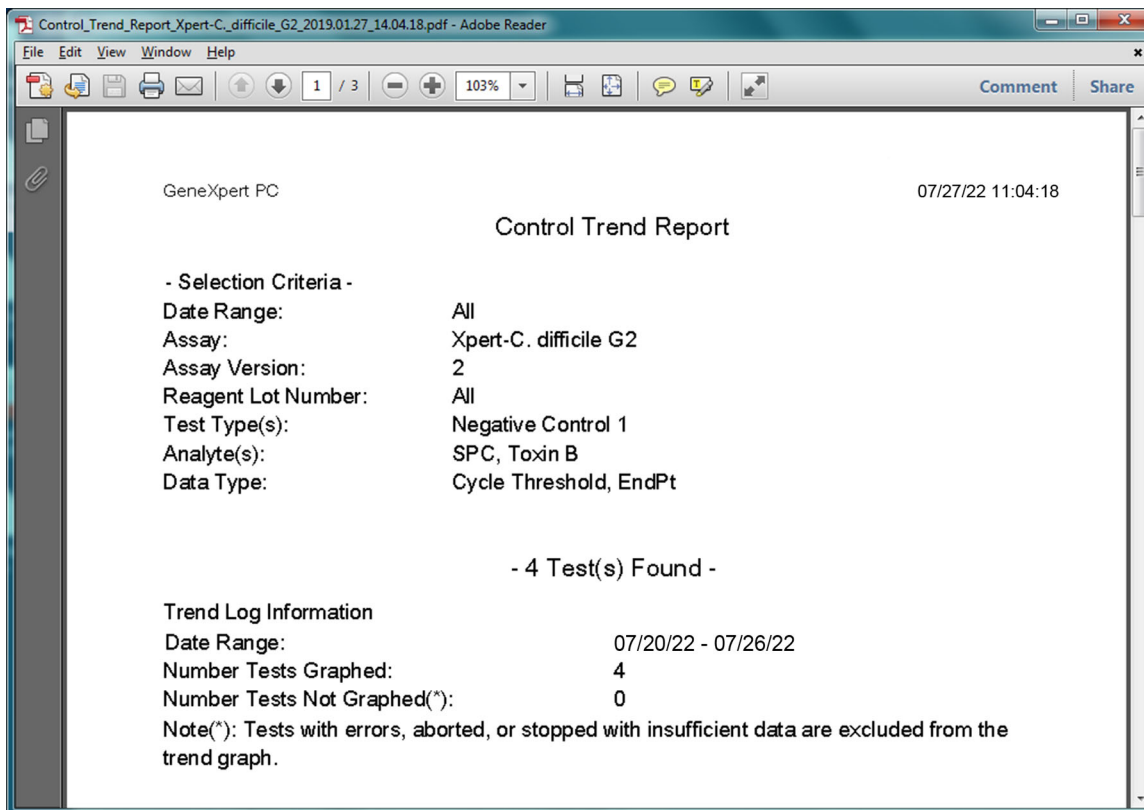 Control_Trend_Report_Xpert-C._difficile_G2_2019.01.27_14.04.18.pdf - Adobe Reader
File Edit View Window Help
1 / 3 103% Comment Share
GeneXpert PC 07/27/22 11:04:18
Control Trend Report
- Selection Criteria -
Date Range: All
Assay: Xpert-C. difficile G2
Assay Version: 2
Reagent Lot Number: All
Test Type(s): Negative Control 1
Analyte(s): SPC, Toxin B
Data Type: Cycle Threshold, EndPt
- 4 Test(s) Found -
Trend Log Information
Date Range: 07/20/22 - 07/26/22
Number Tests Graphed: 4
Number Tests Not Graphed(*): 0
Note(*): Tests with errors, aborted, or stopped with insufficient data are excluded from the
trend graph.